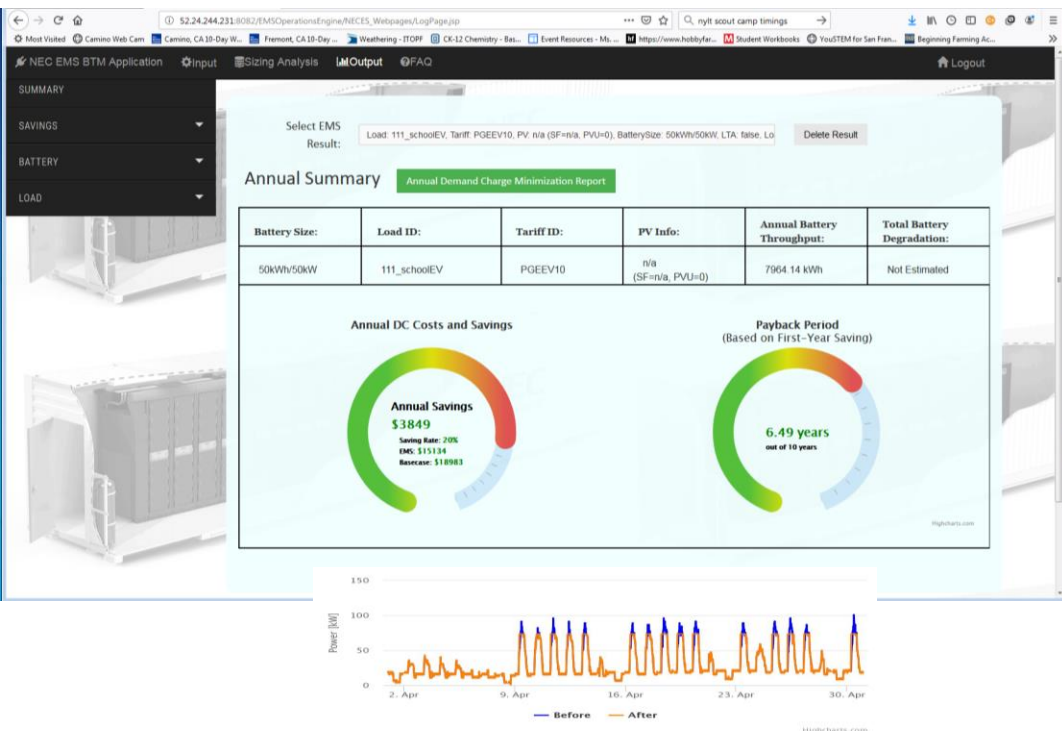 52.24.244.231:8082/EMSOperationsEngine/NECES_Webpages/LogPage.jsp
nytt scout camp timings
Most Visited Camino Web Cam Camino, CA 10-Day W... Fremont, CA 10-Day ... Weathering - ITOPF CK-12 Chemistry - Bas... Event Resources - Ms. ... https://www.hobbyfar... Student Workbooks YouSTEM for San Fran... Beginning Farming Ac...
NEC EMS BTM Application Input Sizing Analysis Output FAQ Logout
SUMMARY
SAVINGS
BATTERY
LOAD
Select EMS
Result:
Load: 111_schoolEV, Tariff: PGEEV10, PV: n/a (SF=n/a, PVU=0), BatterySize: 50kWh/50kW, LTA: false, Lo
Delete Result
Annual Summary
Annual Demand Charge Minimization Report
Battery Size: Load ID: Tariff ID: PV Info: Annual Battery Throughput: Total Battery Degradation:
50kWh/50kW 111_schoolEV PGEEV10 n/a (SF=n/a, PVU=0) 7964.14 kWh Not Estimated
Annual DC Costs and Savings
Annual Savings
$3849
Saving Rate: 20%
EMS: $15134
Basecase: $18983
Payback Period
(Based on First-Year Saving)
6.49 years
out of 10 years
Highcharts.com
Power [kW]
150
100
50
0
2. Apr 9. Apr 16. Apr 23. Apr 30. Apr
Before After
Highcharts.com